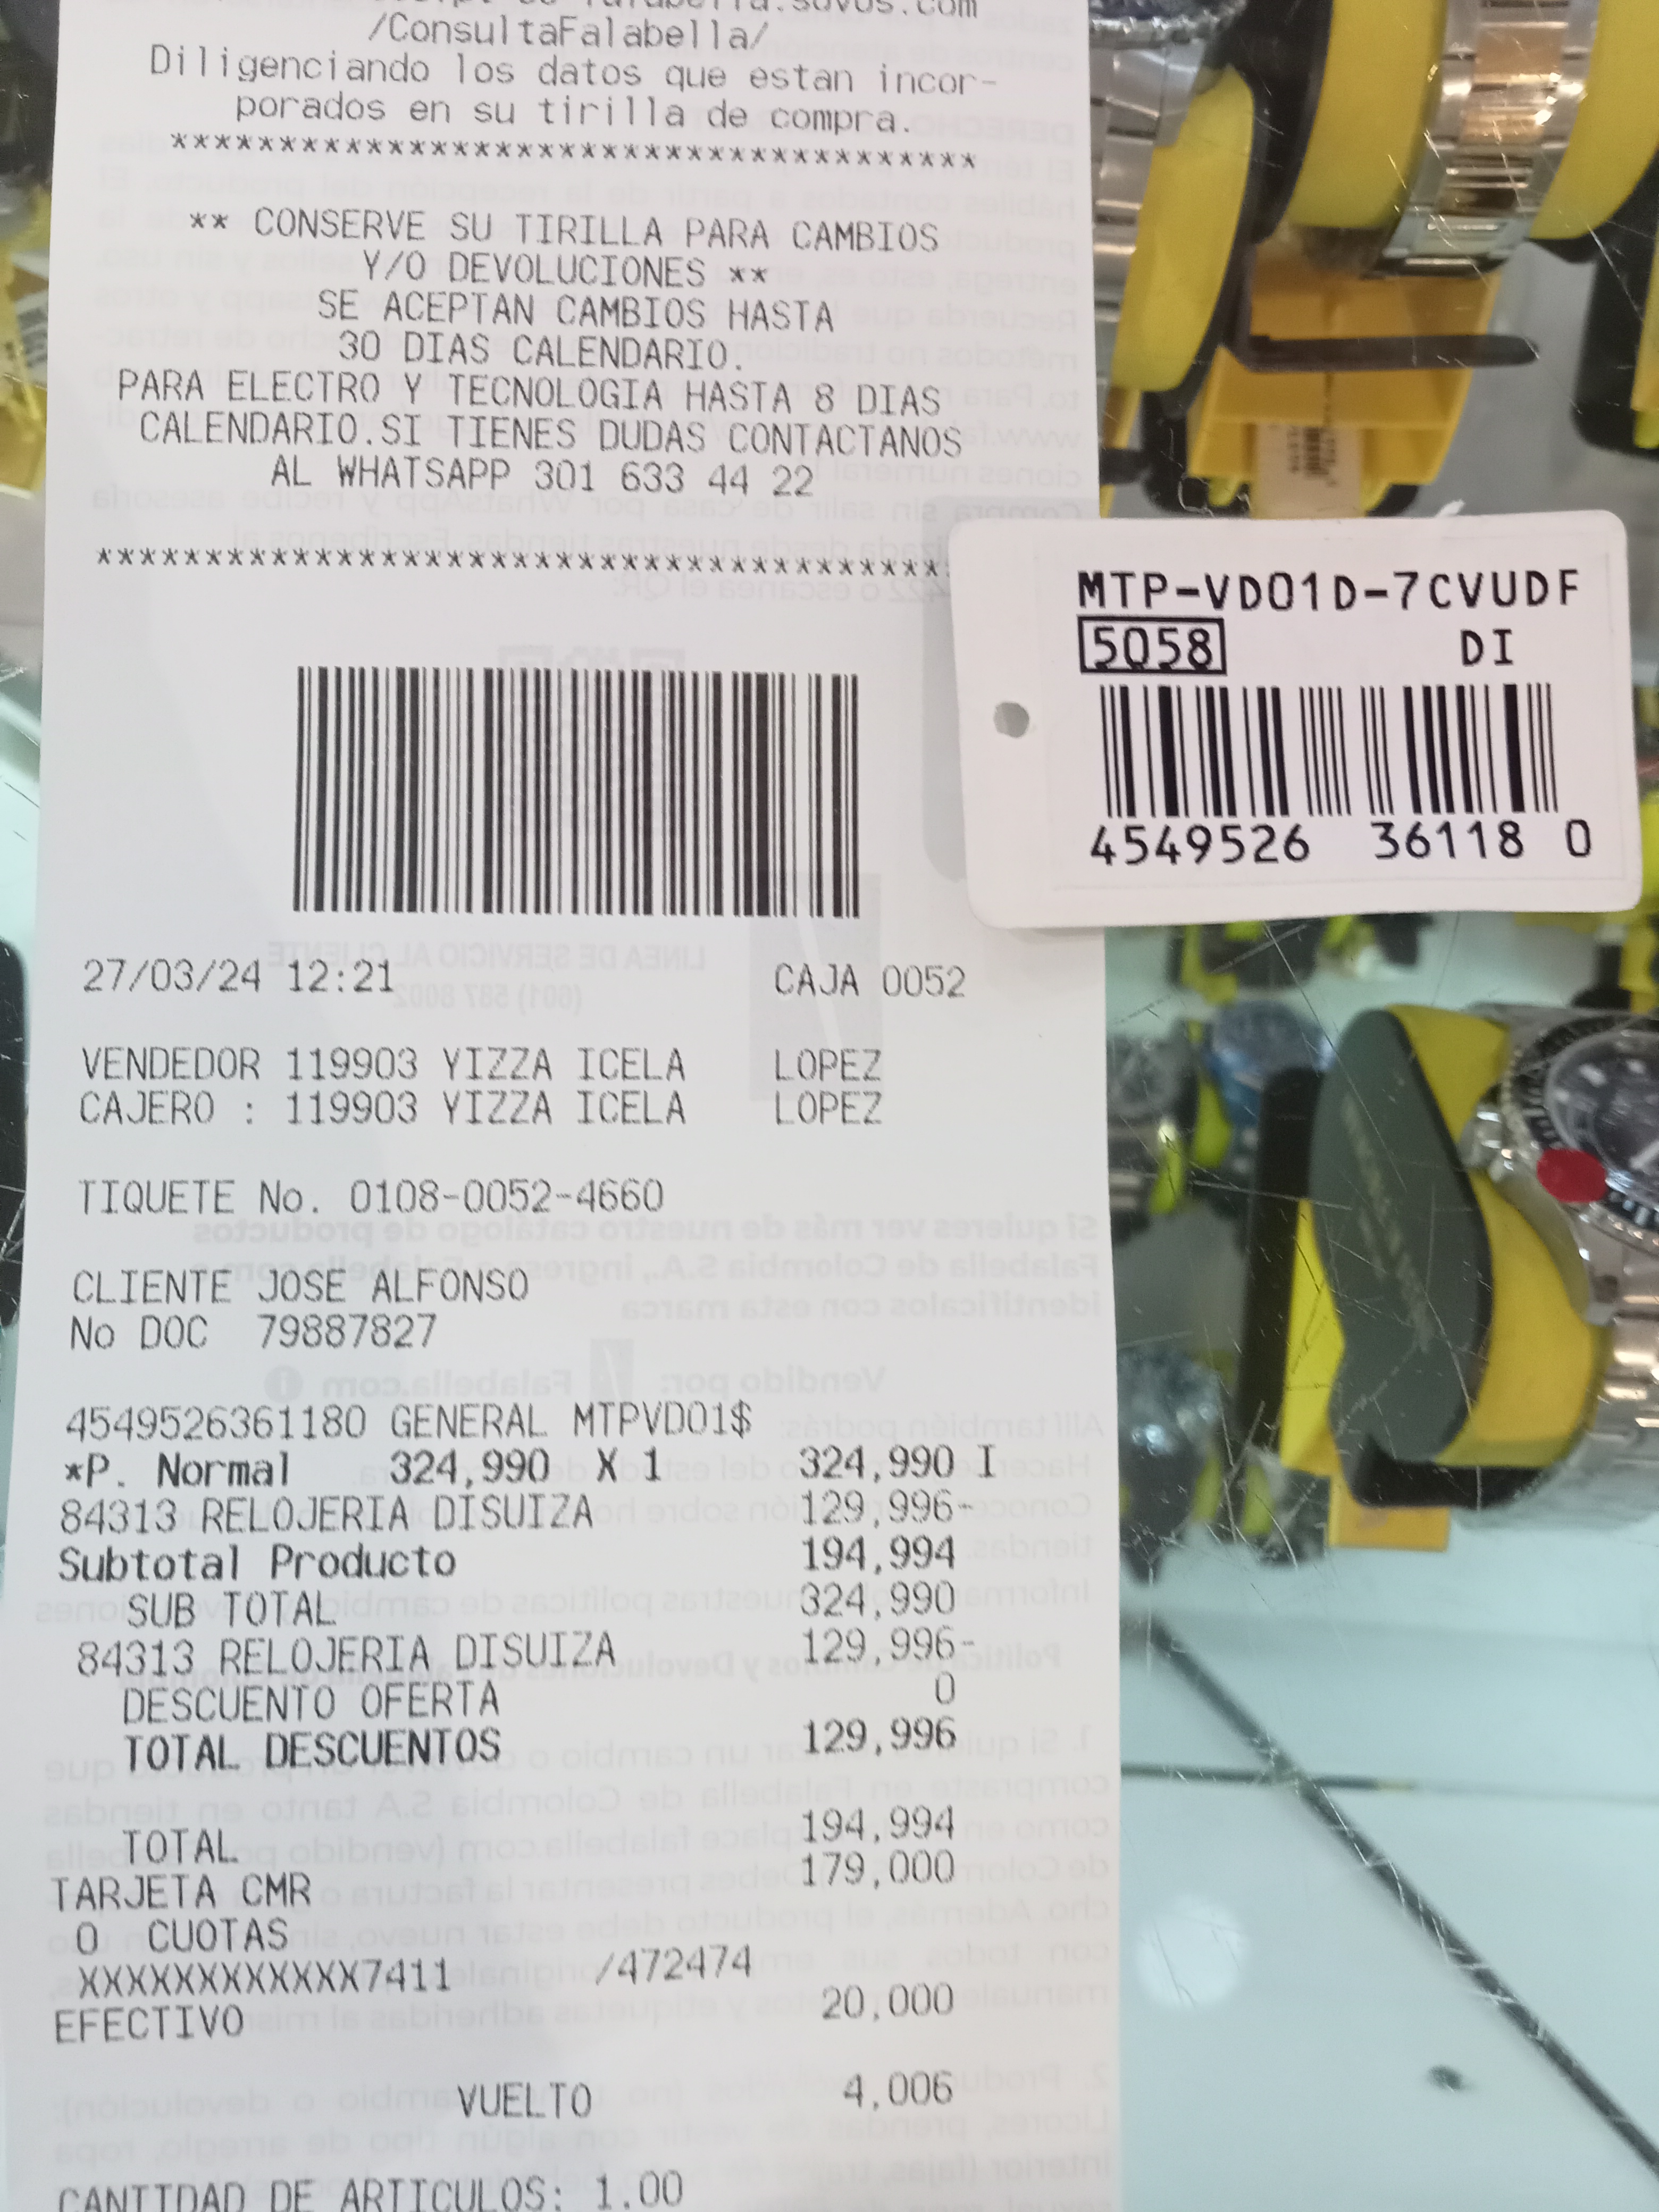 /ConsultaFalabella/
Diligenciando los datos que estan incor-
porados en su tirilla de compra.
*************************************
** CONSERVE SU TIRILLA PARA CAMBIOS
Y/O DEVOLUCIONES **
SE ACEPTAN CAMBIOS HASTA
30 DIAS CALENDARIO.
PARA ELECTRO Y TECNOLOGIA HASTA 8 DIAS
CALENDARIO.SI TIENES DUDAS CONTACTANOS
AL WHATSAPP 301 633 44 22
***************************************
MTP-VD01D-7CVUDF
5058 DI
4549526 36118 0
27/03/24 12:21 CAJA 0052
VENDEDOR 119903 YIZZA ICELA LOPEZ
CAJERO : 119903 YIZZA ICELA LOPEZ
TIQUETE No. 0108-0052-4660
CLIENTE JOSE ALFONSO
No DOC 79887827
4549526361180 GENERAL MTPVD01$
*P. Normal 324,990 X 1 324,990 I
84313 RELOJERIA DISUIZA 129,996-
Subtotal Producto 194,994
SUB TOTAL 324,990
84313 RELOJERIA DISUIZA 129,996-
DESCUENTO OFERTA 0
TOTAL DESCUENTOS 129,996
TOTAL 194,994
TARJETA CMR 179,000
0 CUOTAS
XXXXXXXXXXXX7411 /472474
EFECTIVO 20,000
VUELTO 4,006
CANTIDAD DE ARTICULOS: 1.00